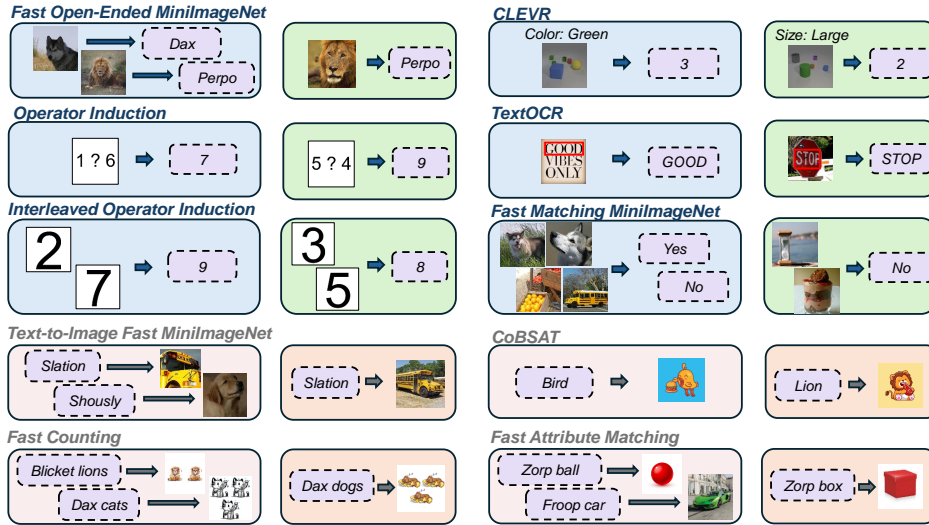 Fast Open-Ended MiniImageNet
Dax
Perpo
Perpo
CLEVR
Color: Green
3
Size: Large
2
Operator Induction
1 ? 6
7
5 ? 4
9
TextOCR
GOOD
VIBES
ONLY
GOOD
STOP
STOP
Interleaved Operator Induction
2
7
9
3
5
8
Fast Matching MiniImageNet
Yes
No
No
Text-to-Image Fast MiniImageNet
Slation
Shously
Slation
CoBSAT
Bird
Lion
Fast Counting
Blicket lions
Dax cats
Dax dogs
Fast Attribute Matching
Zorp ball
Froop car
Zorp box